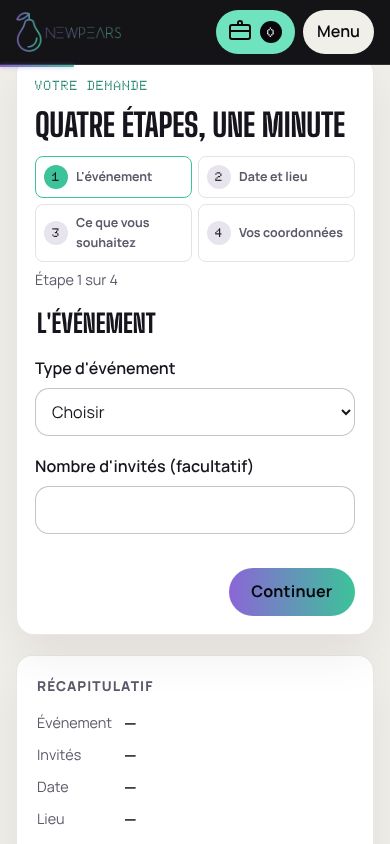 NEWPEARS
0
Menu
VOTRE DEMANDE
QUATRE ÉTAPES, UNE MINUTE
1 L'événement
2 Date et lieu
3 Ce que vous souhaitez
4 Vos coordonnées
Étape 1 sur 4
L'ÉVÉNEMENT
Type d'événement
Choisir
Nombre d'invités (facultatif)
Continuer
RÉCAPITULATIF
Événement —
Invités —
Date —
Lieu —